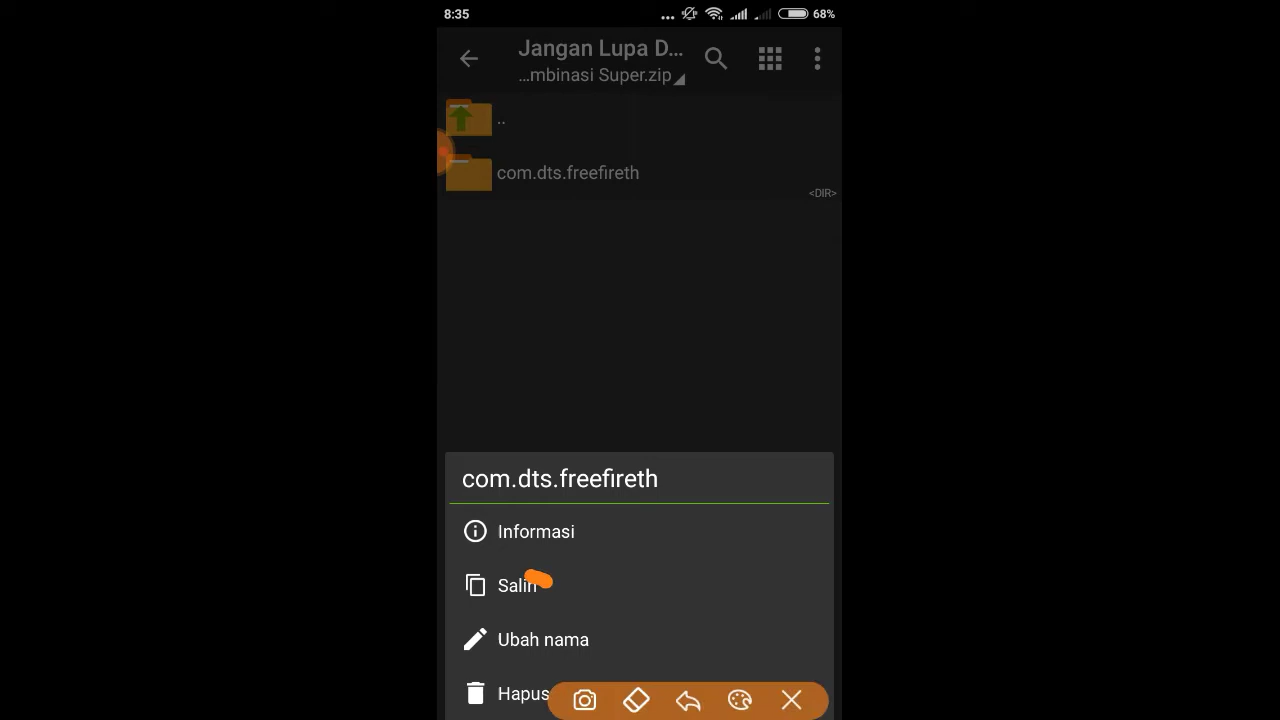 8:35
68%
Jangan Lupa D...
...mbinasi Super.zip
..
com.dts.freefireth
<DIR>
com.dts.freefireth
Informasi
Salin
Ubah nama
Hapus